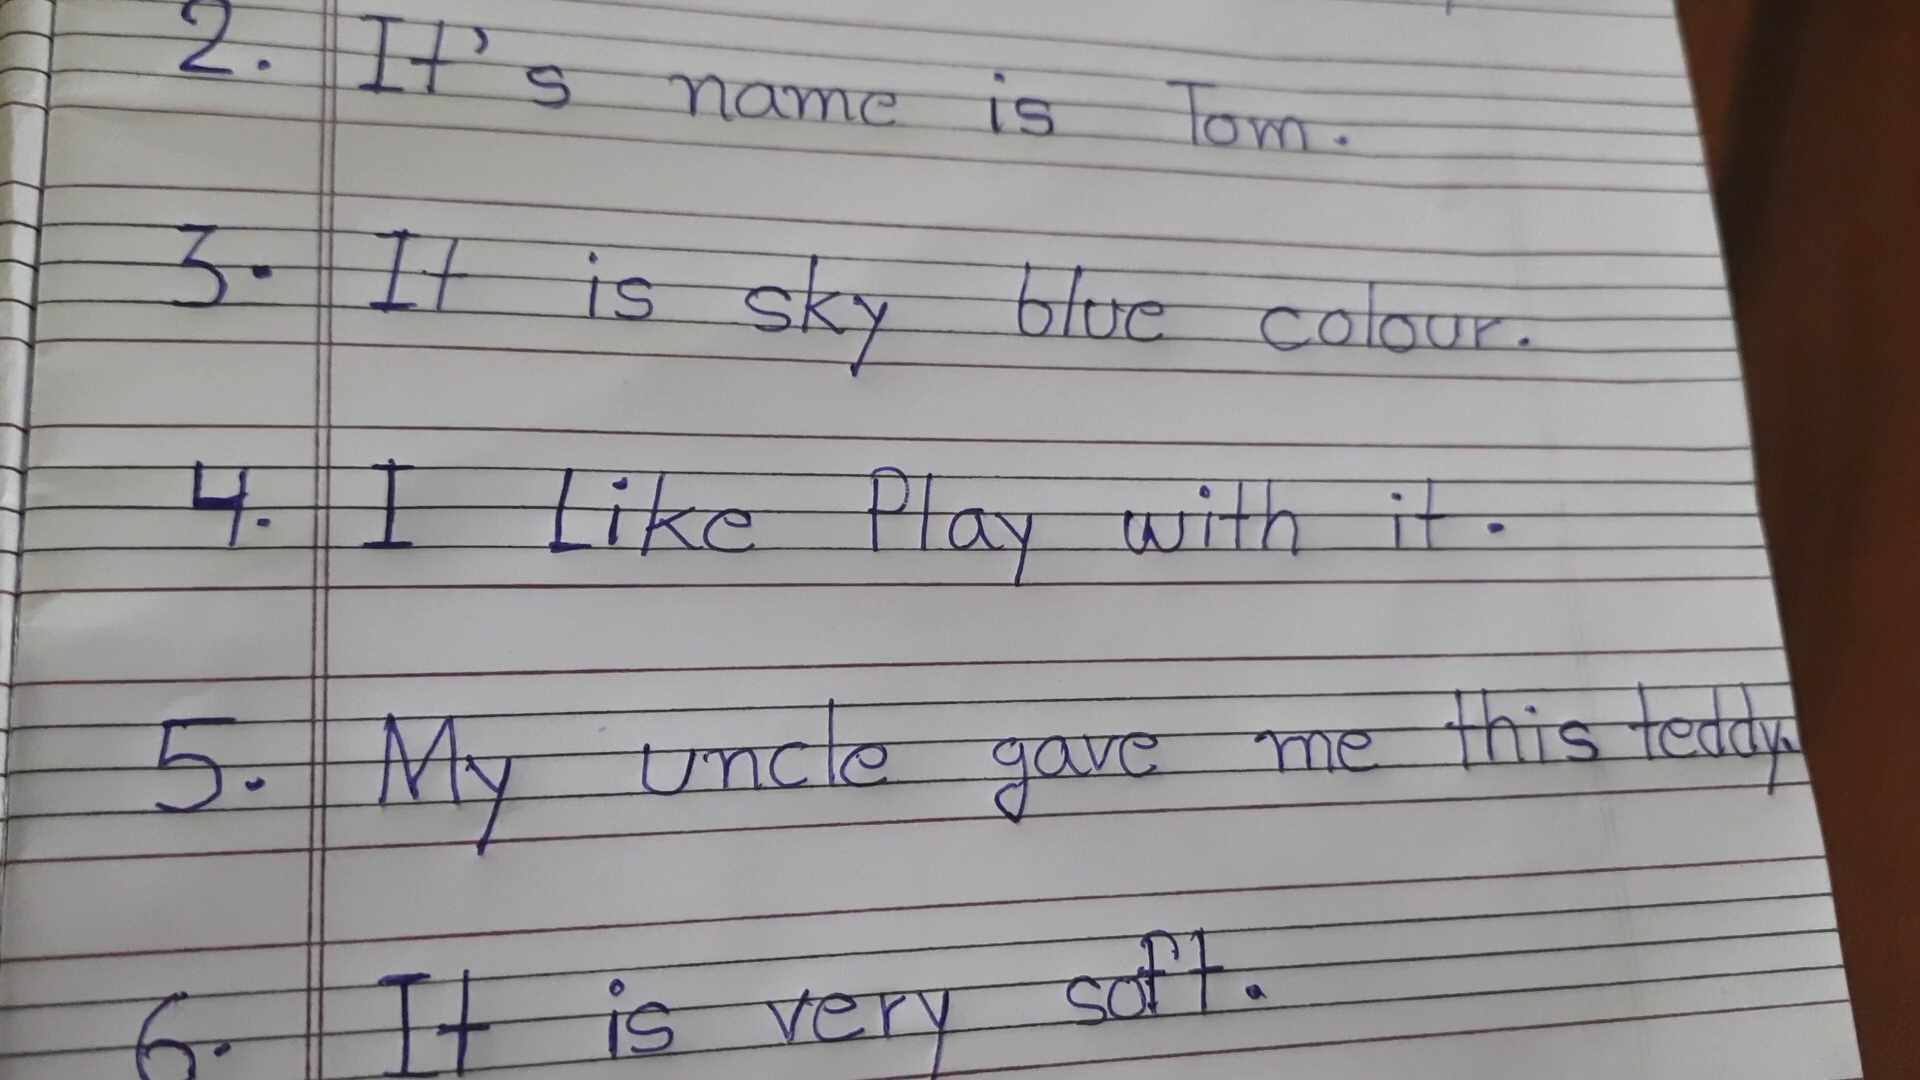 2. It's name is Tom.
3. It is sky blue colour.
4. I Like Play with it.
5. My uncle gave me this teddy.
6. It is very soft.